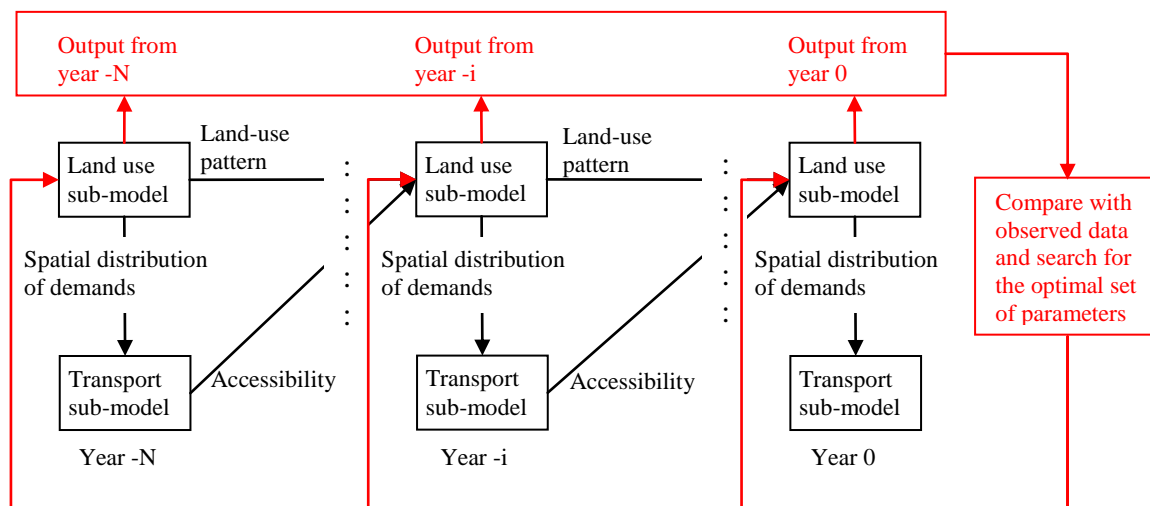 Output from
year -N
Output from
year -i
Output from
year 0
Land-use
pattern
Land-use
pattern
Land use
sub-model
Land use
sub-model
Land use
sub-model
Compare with
observed data
and search for
the optimal set
of parameters
Spatial distribution
of demands
Spatial distribution
of demands
Spatial distribution
of demands
Transport
sub-model
Accessibility
Transport
sub-model
Accessibility
Transport
sub-model
Year -N
Year -i
Year 0